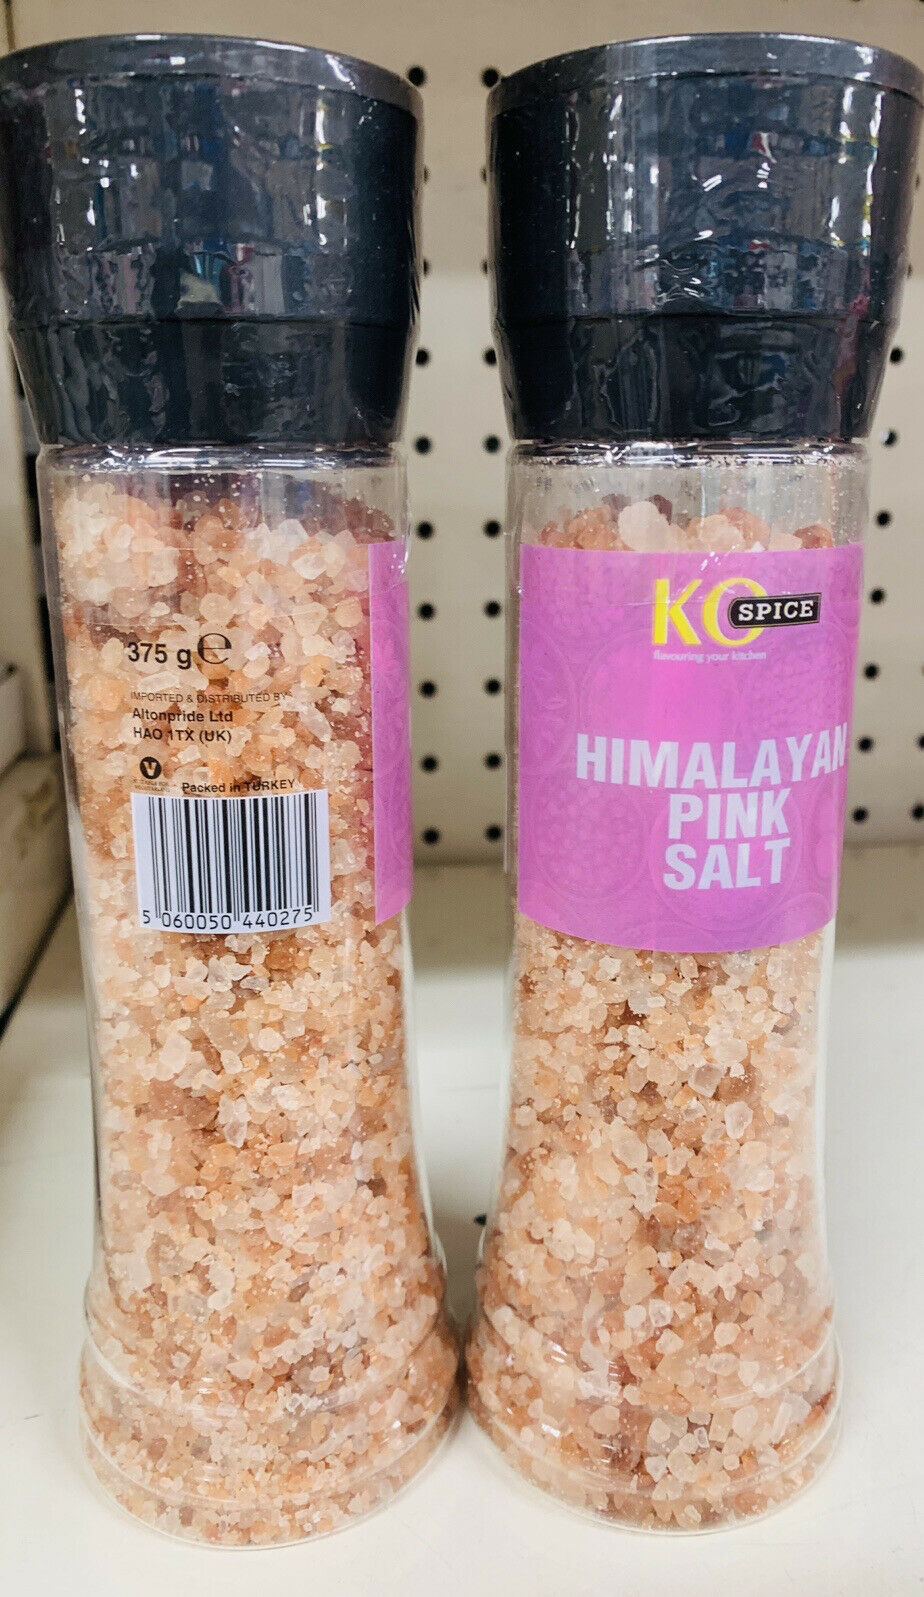 375 g ℮
IMPORTED & DISTRIBUTED BY
Altonpride Ltd
HAO 1TX (UK)
V
Packed in TURKEY
5 060050 440275
KO SPICE
flavouring your kitchen
HIMALAYAN
PINK
SALT